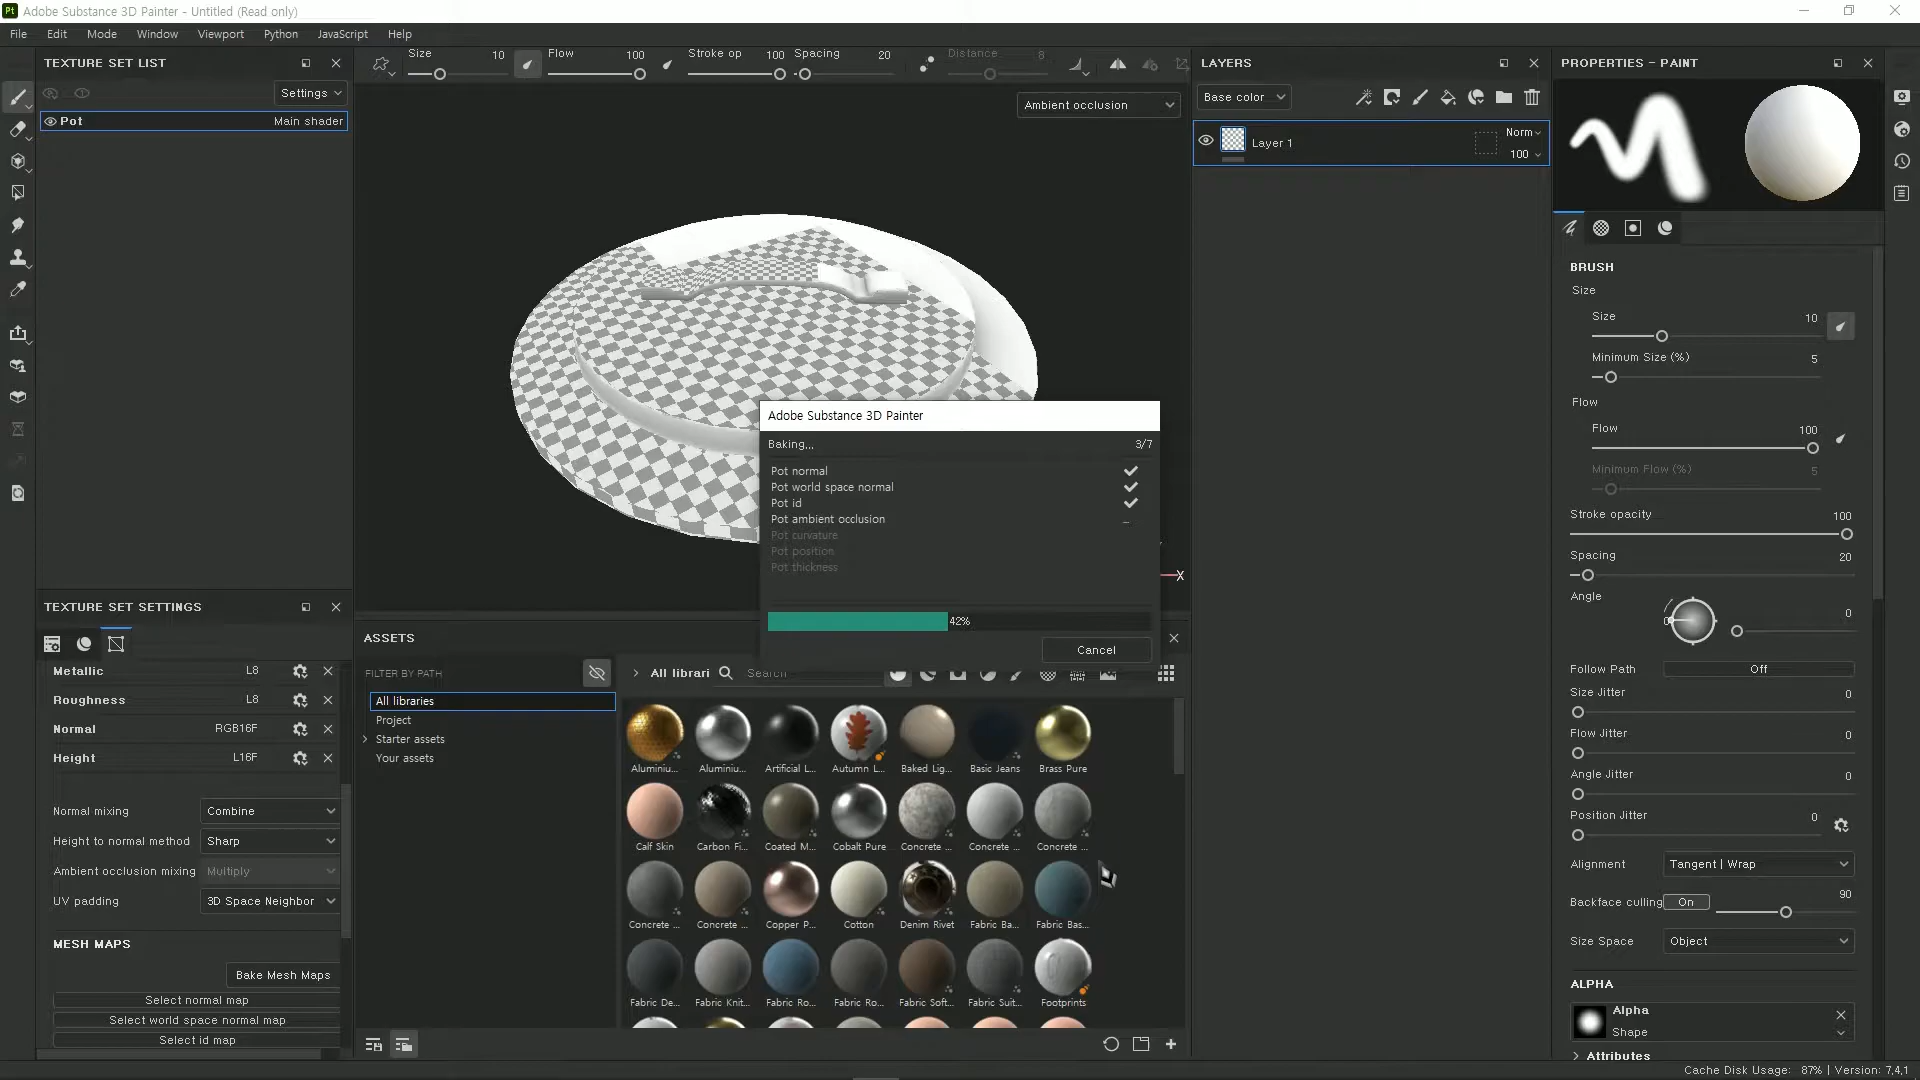 Pt Adobe Substance 3D Painter - Untitled (Read only)
File Edit Mode Window Viewport Python JavaScript Help
TEXTURE SET LIST
Settings
Pot Main shader
Size 10 Flow 100 Stroke op 100 Spacing 20 Distance 8
Ambient occlusion
LAYERS
Base color
Layer 1
Norm
100
PROPERTIES - PAINT
BRUSH
Size
Size 10
Minimum Size (%) 5
Flow
Flow 100
Minimum Flow (%) 5
Stroke opacity 100
Spacing 20
Angle 0
Follow Path Off
Size Jitter 0
Flow Jitter 0
Angle Jitter 0
Position Jitter 0
Alignment Tangent | Wrap
Backface culling On 90
Size Space Object
ALPHA
Alpha
Shape
Attributes
Adobe Substance 3D Painter
Baking... 3/7
Pot normal
Pot world space normal
Pot id
Pot ambient occlusion
Pot curvature
Pot position
Pot thickness
42%
Cancel
X
TEXTURE SET SETTINGS
Metallic L8
Roughness L8
Normal RGB16F
Height L16F
Normal mixing Combine
Height to normal method Sharp
Ambient occlusion mixing Multiply
UV padding 3D Space Neighbor
MESH MAPS
Bake Mesh Maps
Select normal map
Select world space normal map
Select id map
ASSETS
FILTER BY PATH
All libraries
Project
Starter assets
Your assets
All librari Search
Aluminiu... Aluminiu... Artificial L... Autumn L... Baked Lig... Basic Jeans Brass Pure
Calf Skin Carbon Fi... Coated M... Cobalt Pure Concrete ... Concrete ... Concrete ...
Concrete ... Concrete ... Copper P... Cotton Denim Rivet Fabric Ba... Fabric Bas...
Fabric De... Fabric Knit... Fabric Ro... Fabric Ro... Fabric Soft... Fabric Suit... Footprints
Cache Disk Usage: 87% | Version: 7,4,1